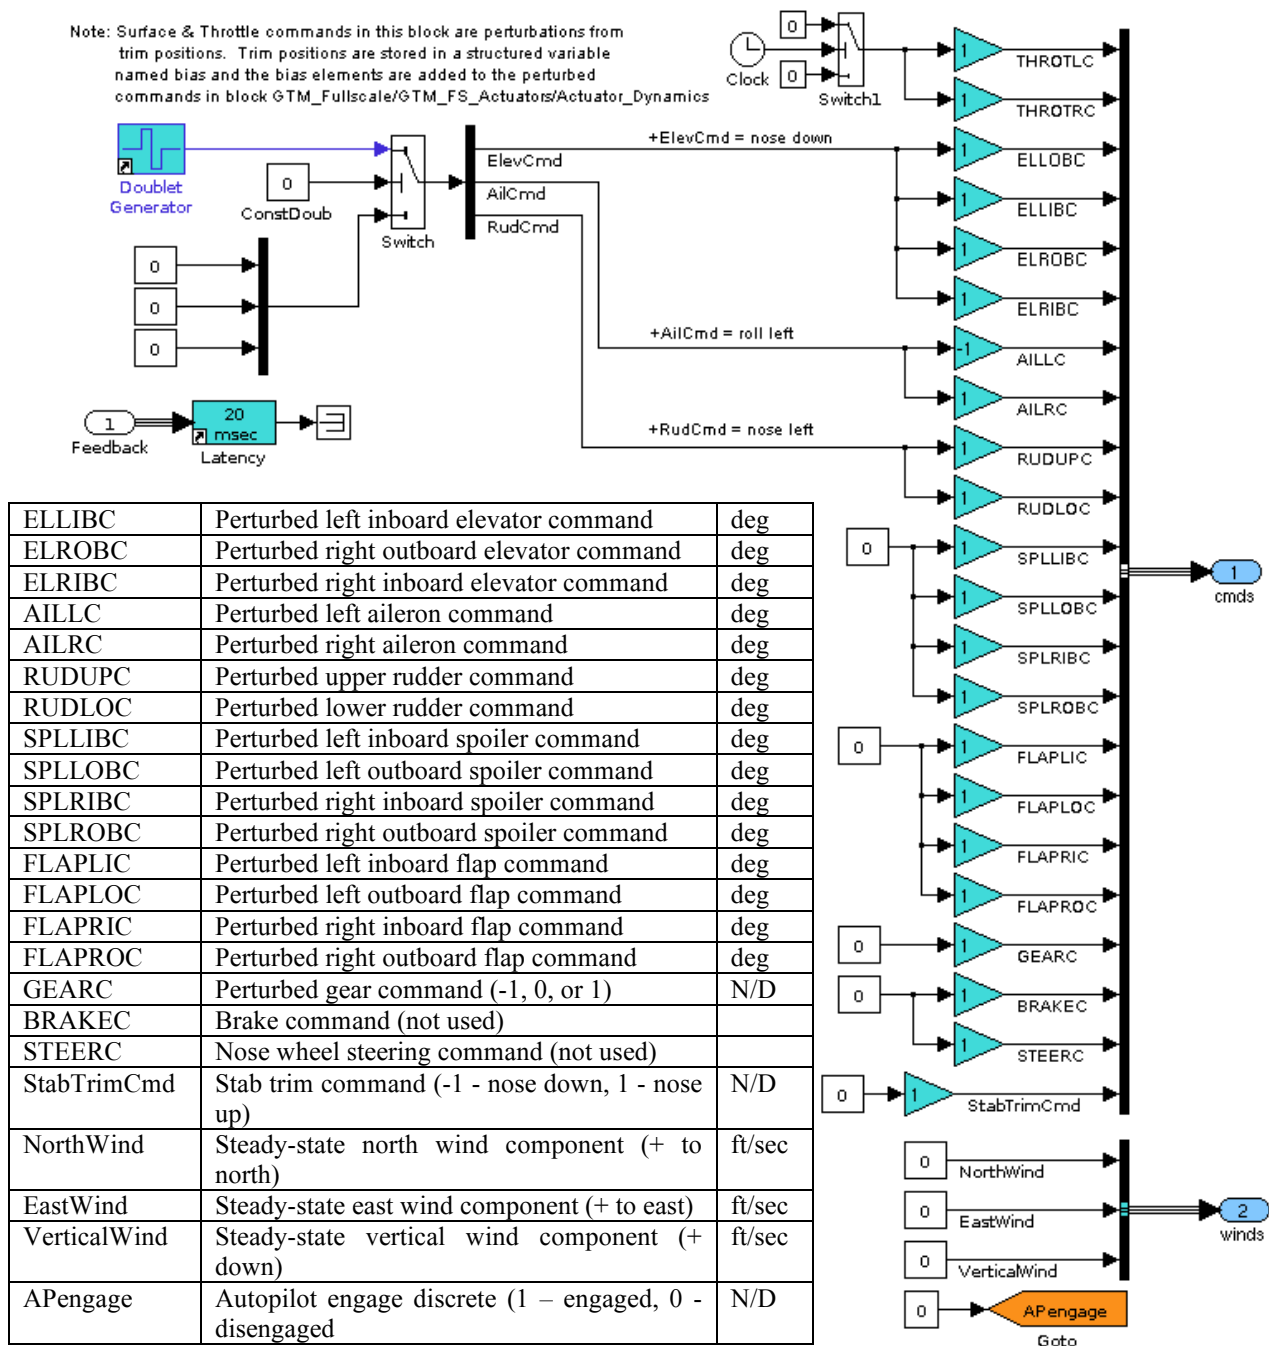 Note: Surface & Throttle commands in this block are perturbations from
trim positions. Trim positions are stored in a structured variable
named bias and the bias elements are added to the perturbed
commands in block GTM_Fullscale/GTM_FS_Actuators/Actuator_Dynamics
0
Clock
0
Switch1
1
THROTLC
1
THROTRC
Doublet
Generator
0
ConstDoub
Switch
0
0
0
ElevCmd
AilCmd
RudCmd
+ElevCmd = nose down
+AilCmd = roll left
+RudCmd = nose left
1
Feedback
20
msec
Latency
1
ELLOBC
1
ELLIBC
1
ELROBC
1
ELRIBC
-1
AILLC
1
AILRC
1
RUDUPC
1
RUDLOC
0
1
SPLLIBC
1
SPLLOBC
1
SPLRIBC
1
SPLROBC
0
1
FLAPLIC
1
FLAPLOC
1
FLAPRIC
1
FLAPROC
0
1
GEARC
0
1
BRAKEC
1
STEERC
0
1
StabTrimCmd
1
cmds
0
NorthWind
0
EastWind
0
VerticalWind
2
winds
0
APengage
Goto
ELLIBC Perturbed left inboard elevator command deg
ELROBC Perturbed right outboard elevator command deg
ELRIBC Perturbed right inboard elevator command deg
AILLC Perturbed left aileron command deg
AILRC Perturbed right aileron command deg
RUDUPC Perturbed upper rudder command deg
RUDLOC Perturbed lower rudder command deg
SPLLIBC Perturbed left inboard spoiler command deg
SPLLOBC Perturbed left outboard spoiler command deg
SPLRIBC Perturbed right inboard spoiler command deg
SPLROBC Perturbed right outboard spoiler command deg
FLAPLIC Perturbed left inboard flap command deg
FLAPLOC Perturbed left outboard flap command deg
FLAPRIC Perturbed right inboard flap command deg
FLAPROC Perturbed right outboard flap command deg
GEARC Perturbed gear command (-1, 0, or 1) N/D
BRAKEC Brake command (not used)
STEERC Nose wheel steering command (not used)
StabTrimCmd Stab trim command (-1 - nose down, 1 - nose N/D
up)
NorthWind Steady-state north wind component (+ to ft/sec
north)
EastWind Steady-state east wind component (+ to east) ft/sec
VerticalWind Steady-state vertical wind component (+ ft/sec
down)
APengage Autopilot engage discrete (1 – engaged, 0 - N/D
disengaged